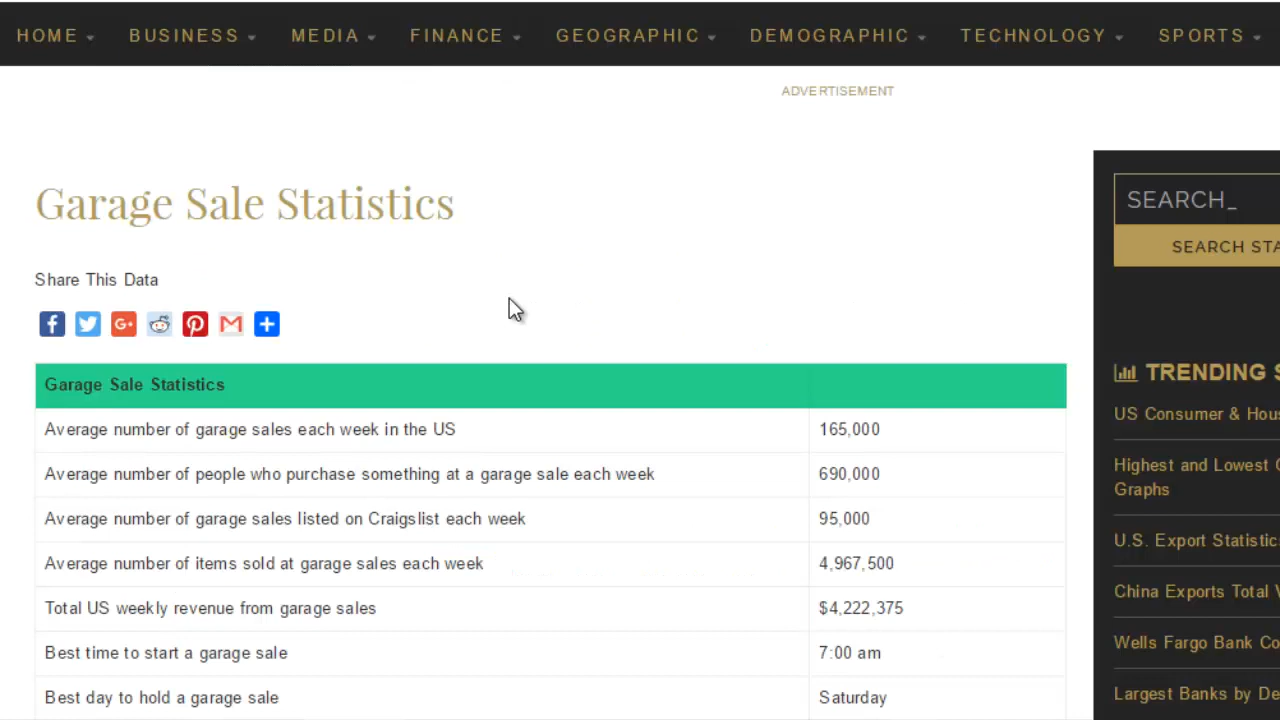 HOME BUSINESS MEDIA FINANCE GEOGRAPHIC DEMOGRAPHIC TECHNOLOGY SPORTS
ADVERTISEMENT
Garage Sale Statistics
Share This Data
Garage Sale Statistics
Average number of garage sales each week in the US 165,000
Average number of people who purchase something at a garage sale each week 690,000
Average number of garage sales listed on Craigslist each week 95,000
Average number of items sold at garage sales each week 4,967,500
Total US weekly revenue from garage sales $4,222,375
Best time to start a garage sale 7:00 am
Best day to hold a garage sale Saturday
SEARCH_
SEARCH STA
TRENDING S
US Consumer & Hous
Highest and Lowest
Graphs
U.S. Export Statistics
China Exports Total
Wells Fargo Bank Co
Largest Banks by De